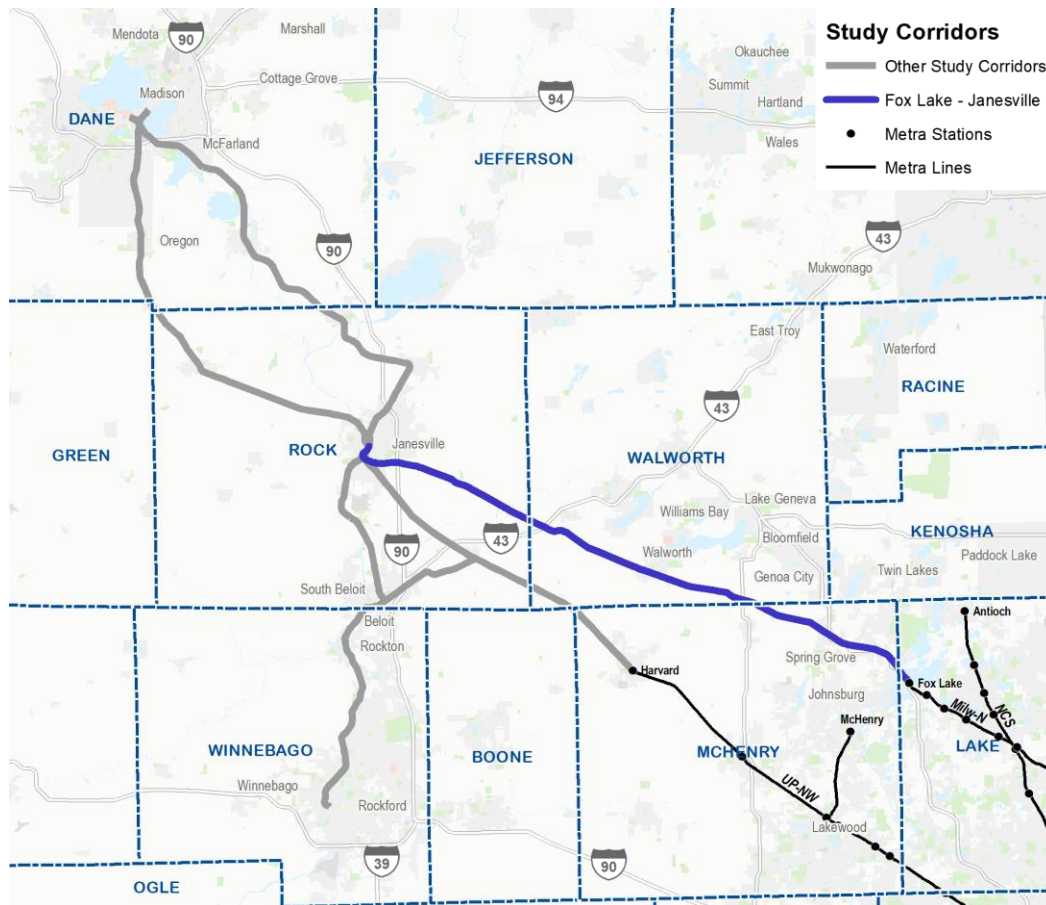 Study Corridors
Other Study Corridors
Fox Lake - Janesville
Metra Stations
Metra Lines
Mendota
90
Marshall
Okauchee
Cottage Grove
Summit
Madison
94
Hartland
DANE
McFarland
Wales
JEFFERSON
Oregon
90
43
Mukwonago
East Troy
Waterford
RACINE
43
GREEN
ROCK
Janesville
WALWORTH
Lake Geneva
Williams Bay
KENOSHA
90
43
Walworth
Bloomfield
Paddock Lake
Genoa City
Twin Lakes
South Beloit
Beloit
Antioch
Rockton
Spring Grove
Harvard
Fox Lake
Johnsburg
Milw-N
NCS
McHenry
WINNEBAGO
BOONE
MCHENRY
LAKE
Winnebago
UP-NW
Rockford
Lakewood
39
90
OGLE